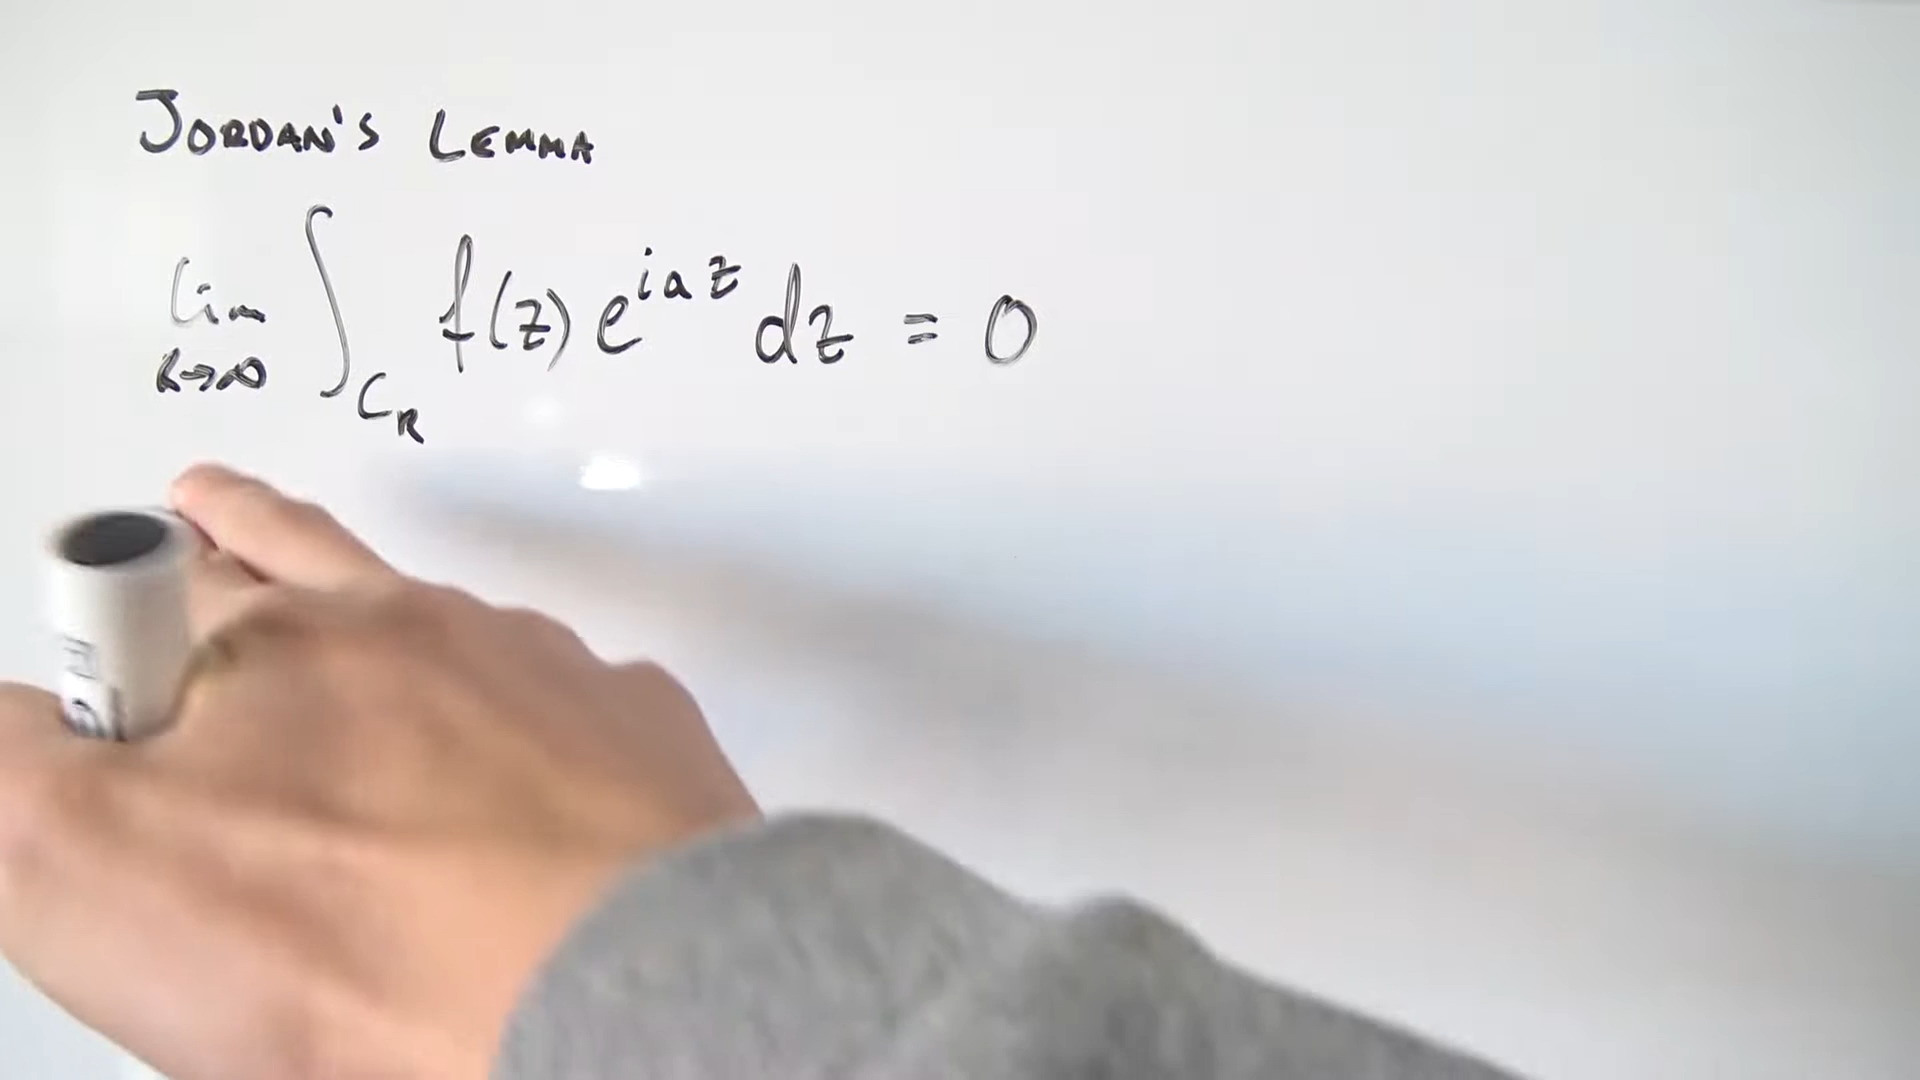 JORDAN'S LEMMA
lim R→∞ ∫_{C_R} f(z) e^{iaz} dz = 0